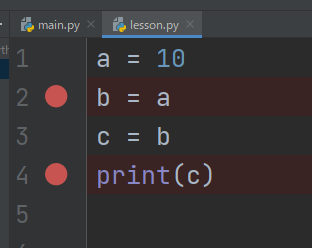 main.py lesson.py
1 a = 10
2 b = a
3 c = b
4 print(c)
5